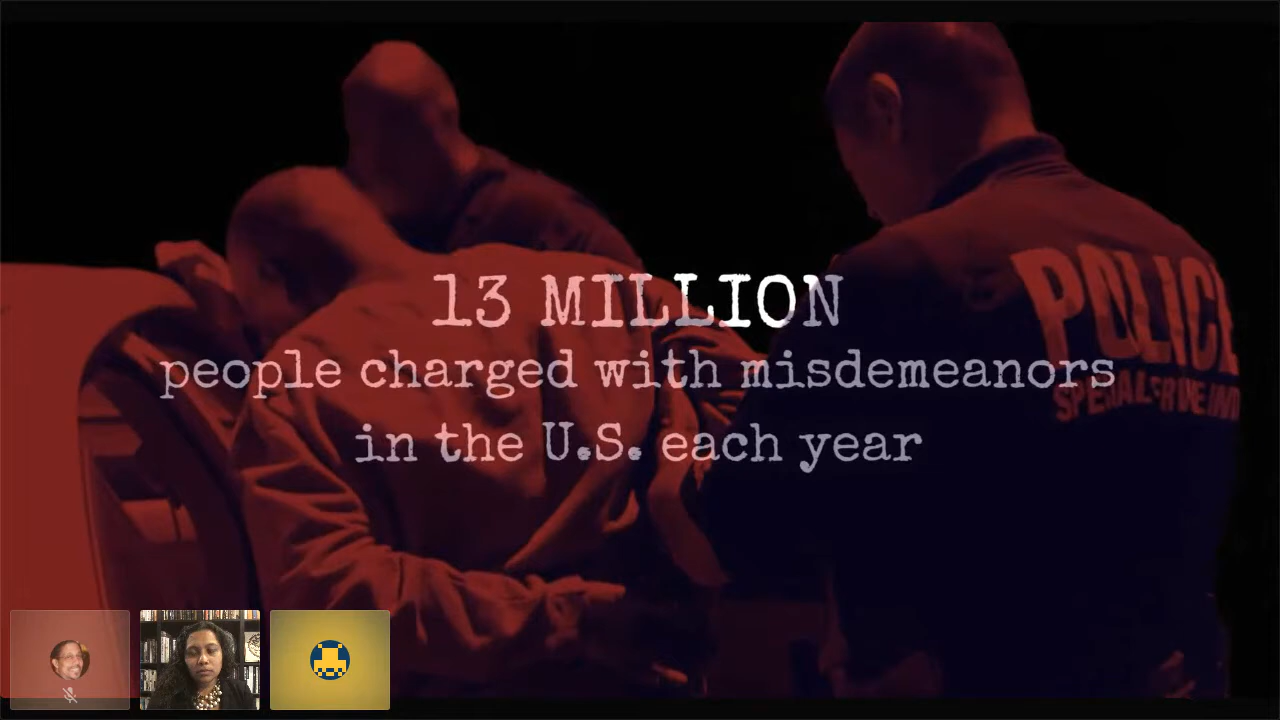 13 MILLION
people charged with misdemeanors
in the U.S. each year
POLICE